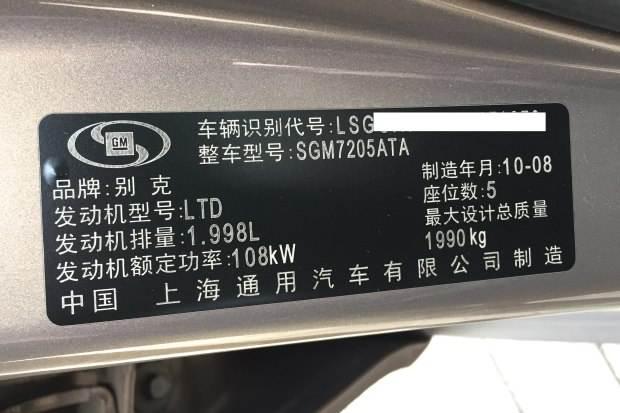 GM
车辆识别代号:LSG
整车型号:SGM7205ATA
品牌:别 克
制造年月:10-08
发动机型号:LTD
座位数:5
发动机排量:1.998L
最大设计总质量
发动机额定功率:108kW
1990kg
中国 上海通用汽车有限公司制造